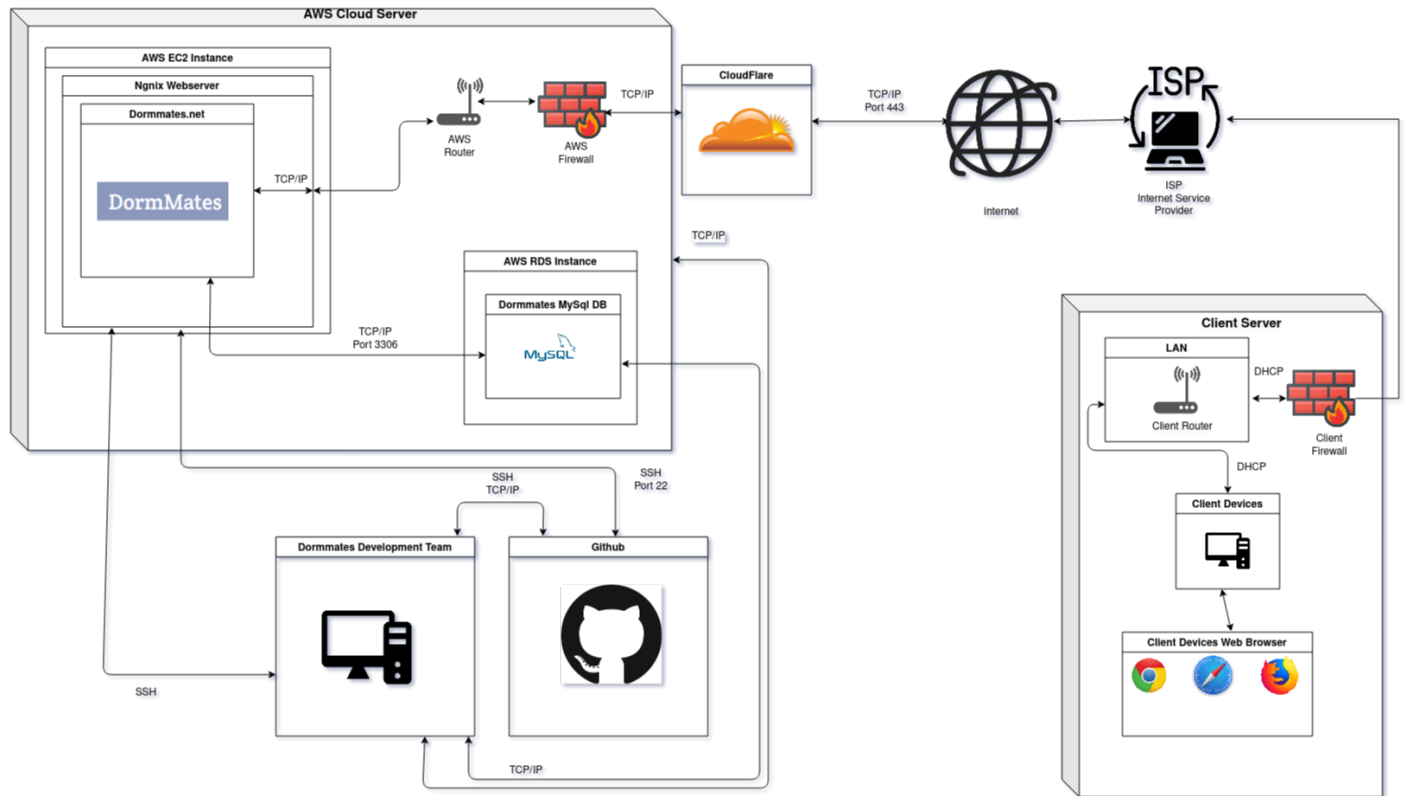 AWS Cloud Server
AWS EC2 Instance
Ngnix Webserver
Dormmates.net
DormMates
TCP/IP
AWS
Router
AWS
Firewall
TCP/IP
CloudFlare
TCP/IP
Port 443
Internet
ISP
ISP
Internet Service
Provider
TCP/IP
AWS RDS Instance
Dormmates MySql DB
MySQL
TCP/IP
Port 3306
Client Server
LAN
Client Router
DHCP
Client
Firewall
DHCP
Client Devices
Client Devices Web Browser
SSH
TCP/IP
SSH
Port 22
Dormmates Development Team
Github
SSH
TCP/IP